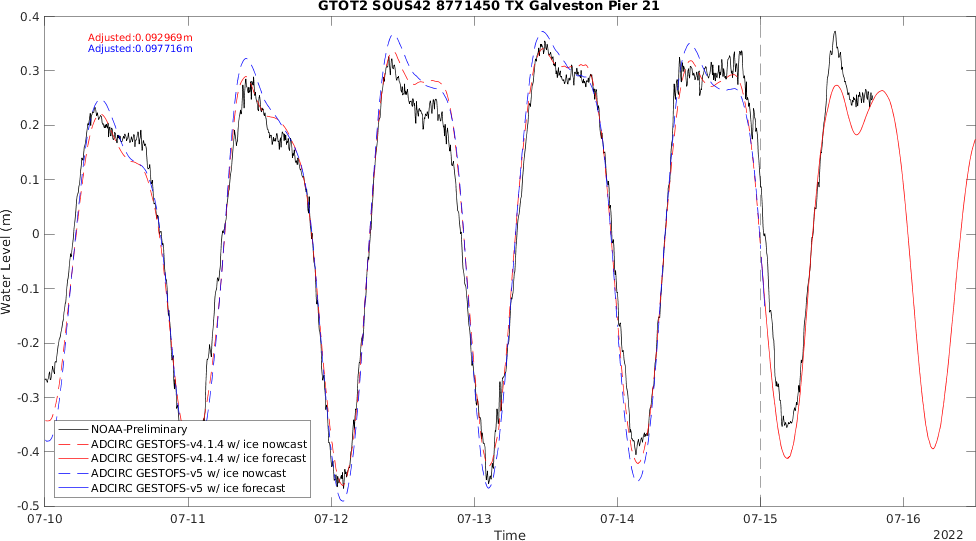 GTOT2 SOUS42 8771450 TX Galveston Pier 21
Adjusted:0.092969m
Adjusted:0.097716m
0.4
0.3
0.2
0.1
0
-0.1
-0.2
-0.3
-0.4
-0.5
Water Level (m)
NOAA-Preliminary
ADCIRC GESTOFS-v4.1.4 w/ ice nowcast
ADCIRC GESTOFS-v4.1.4 w/ ice forecast
ADCIRC GESTOFS-v5 w/ ice nowcast
ADCIRC GESTOFS-v5 w/ ice forecast
07-10 07-11 07-12 07-13 07-14 07-15 07-16
Time
2022